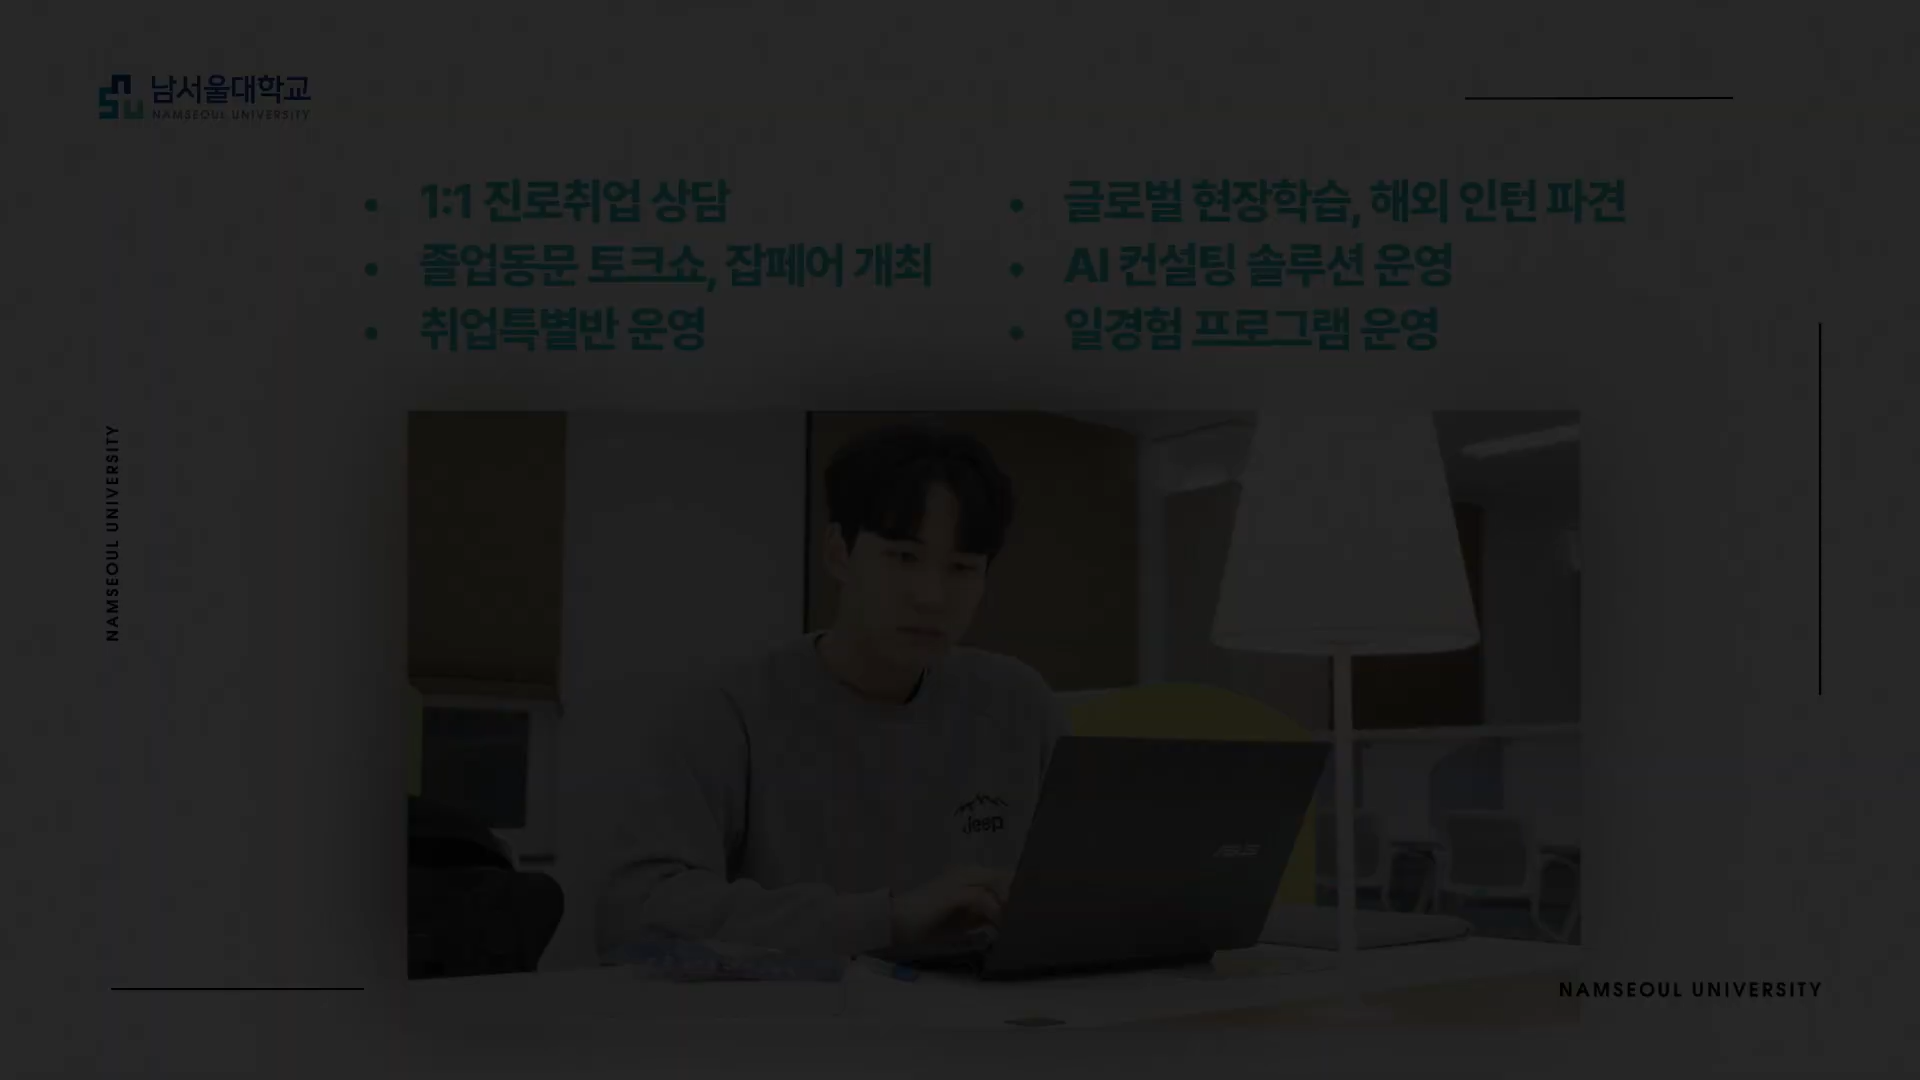 남서울대학교
NAMSEOUL UNIVERSITY
• 1:1 진로취업 상담
• 졸업동문 토크쇼, 잡페어 개최
• 취업특별반 운영
• 글로벌 현장학습, 해외 인턴 파견
• AI 컨설팅 솔루션 운영
• 일경험 프로그램 운영
NAMSEOUL UNIVERSITY
Jeep
ASUS
NAMSEOUL UNIVERSITY